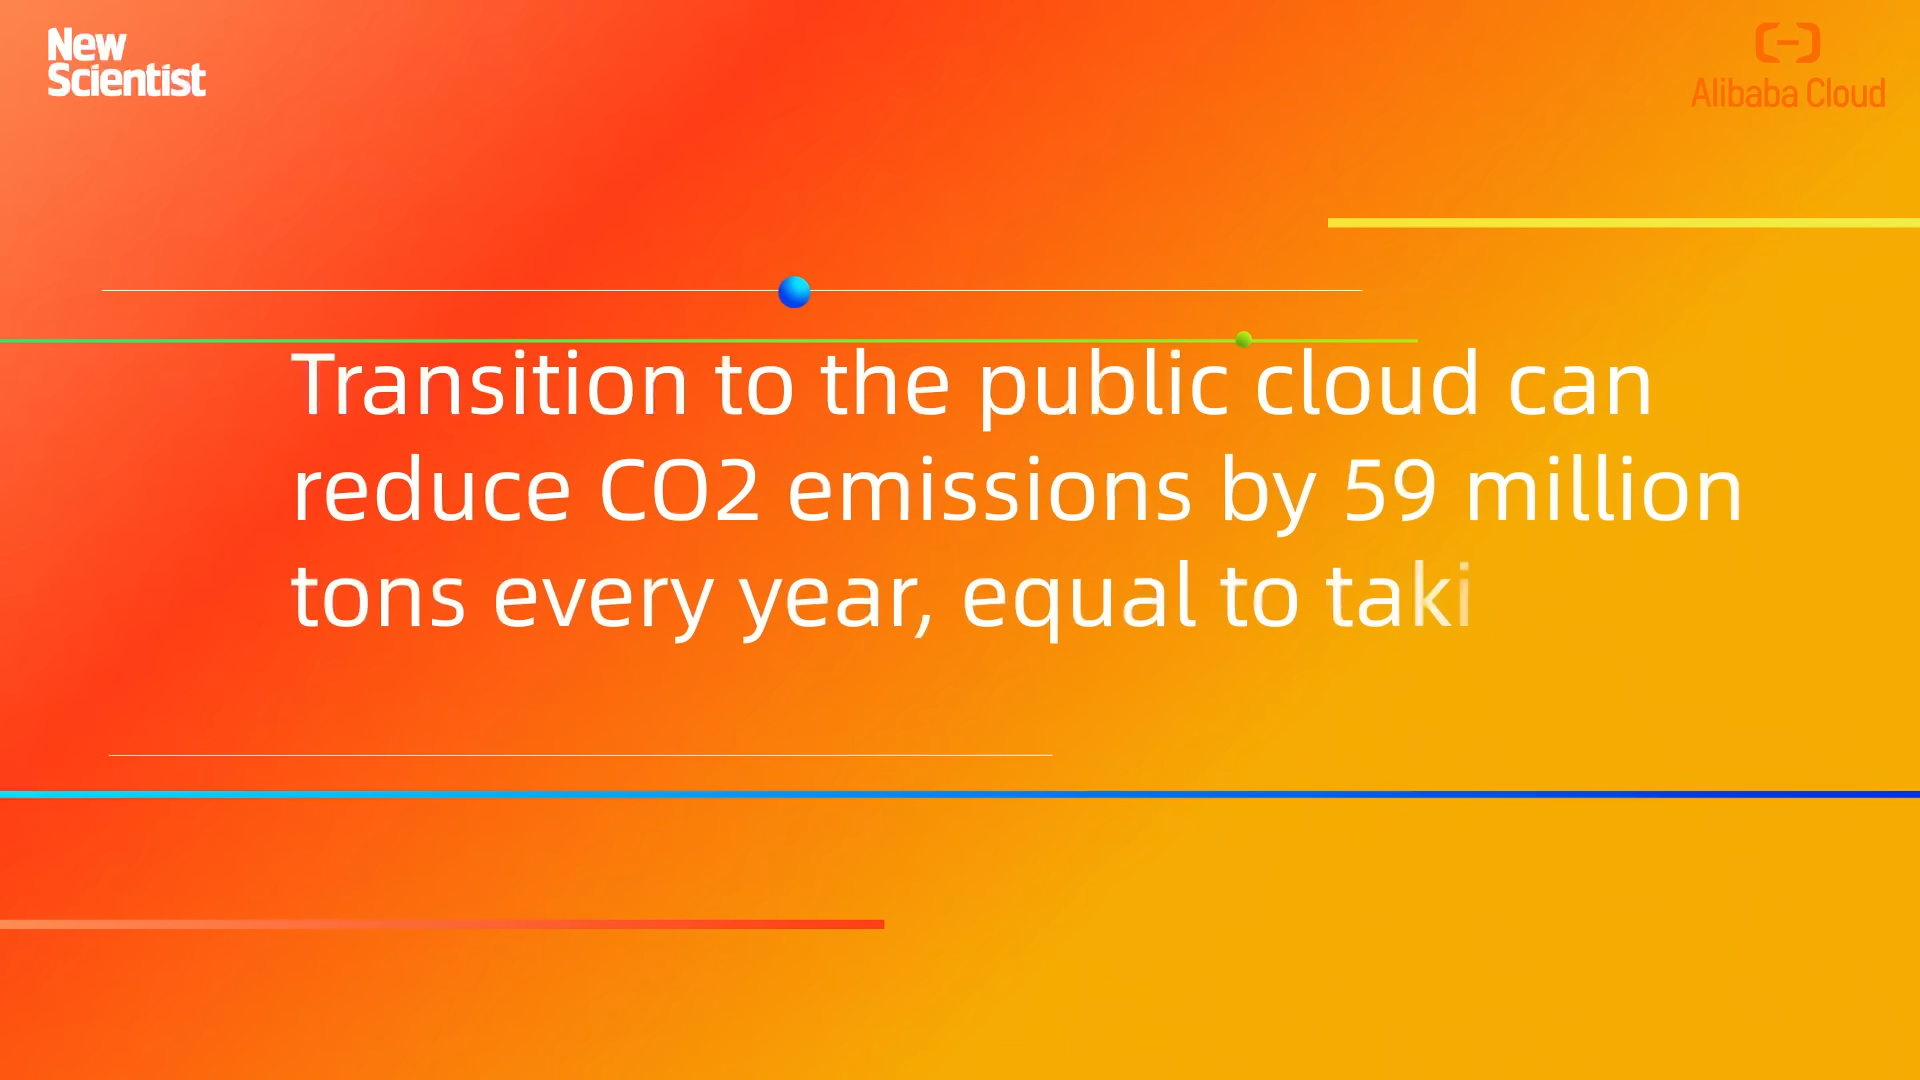 New
Scientist
Alibaba Cloud
Transition to the public cloud can
reduce CO2 emissions by 59 million
tons every year, equal to taki